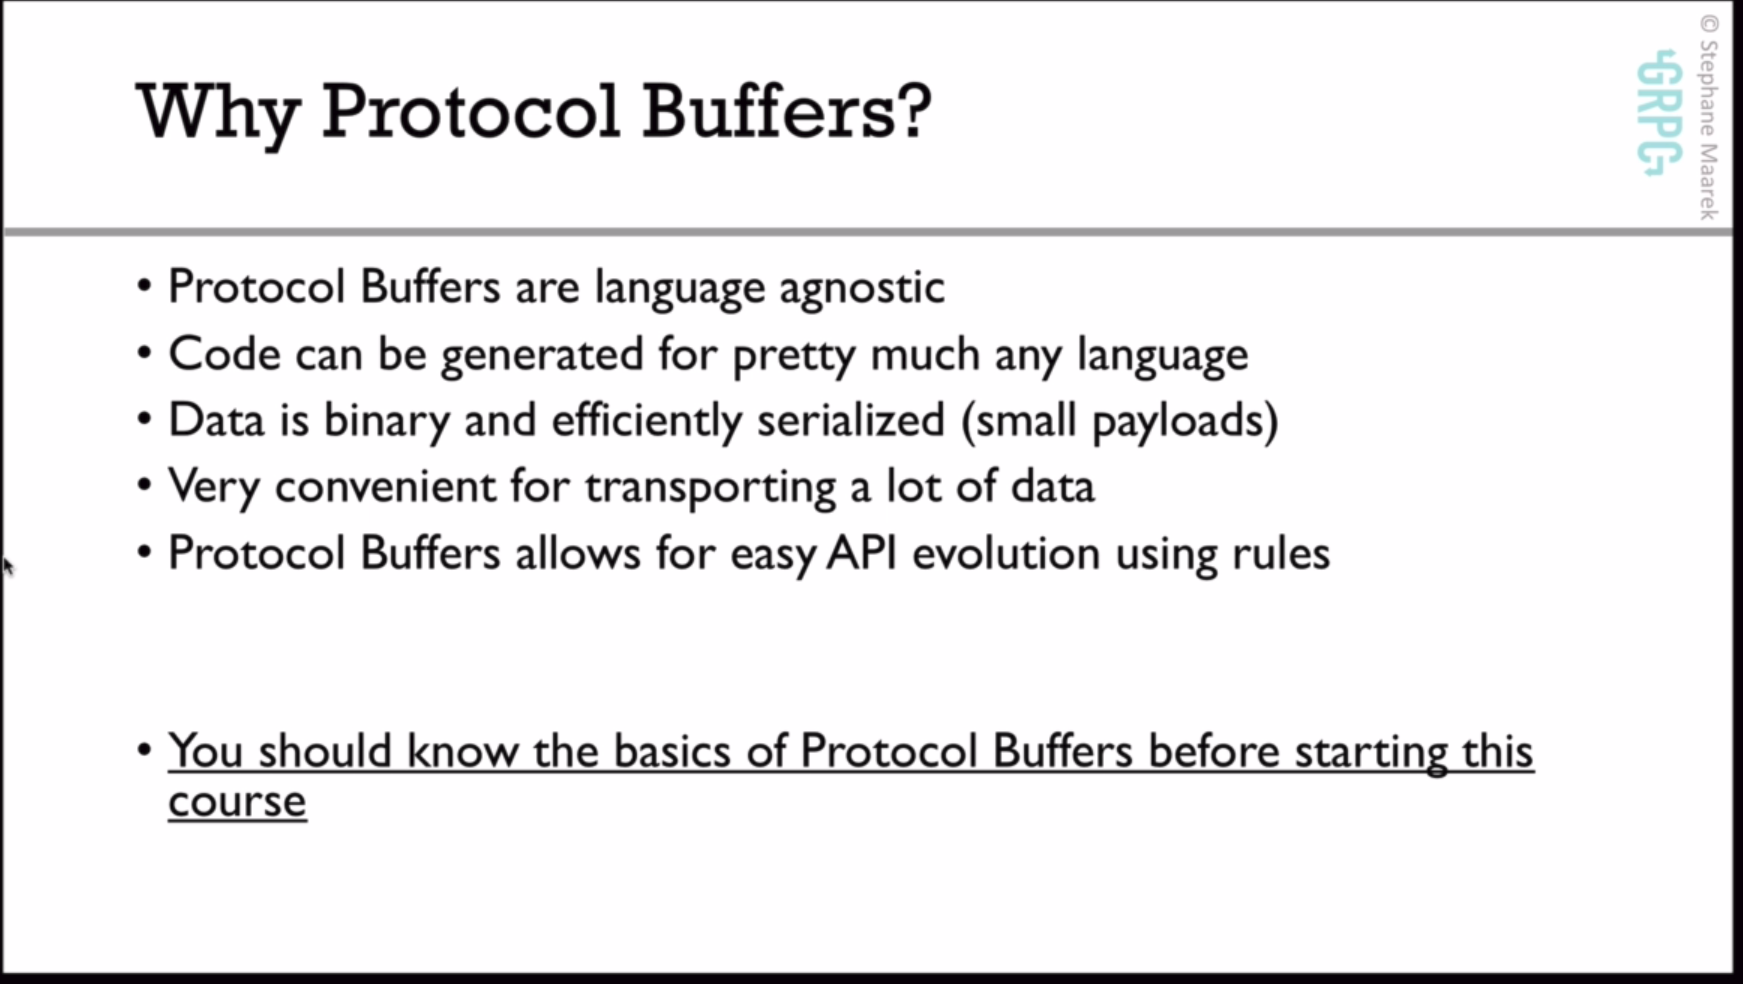 Why Protocol Buffers?
© Stephane Maarek
GRPC
• Protocol Buffers are language agnostic
• Code can be generated for pretty much any language
• Data is binary and efficiently serialized (small payloads)
• Very convenient for transporting a lot of data
• Protocol Buffers allows for easy API evolution using rules
• You should know the basics of Protocol Buffers before starting this
course